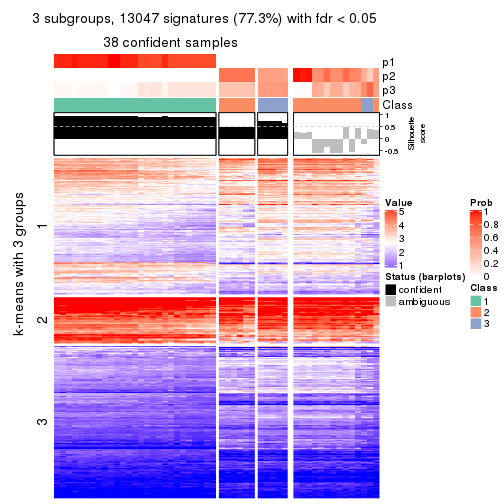 3 subgroups, 13047 signatures (77.3%) with fdr < 0.05
38 confident samples
p1
p2
p3
Class
1
0.5
0
-0.5
Silhouette
score
k-means with 3 groups
1
2
3
Value
5
4
3
2
1
Status (barplots)
confident
ambiguous
Prob
1
0.8
0.6
0.4
0.2
0
Class
1
2
3